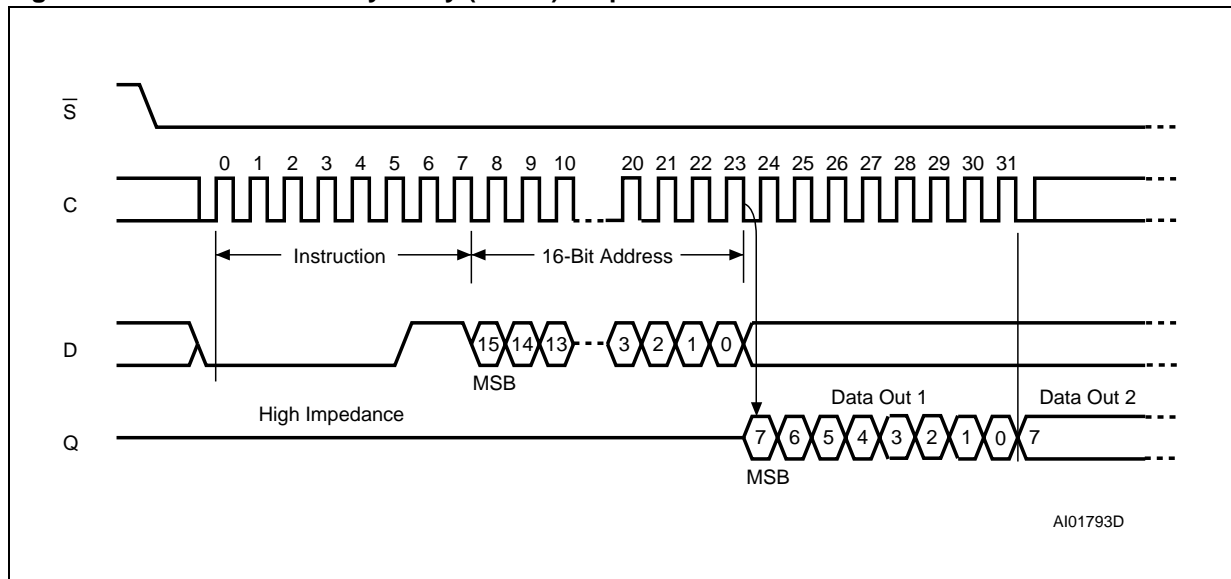 S
0 1 2 3 4 5 6 7 8 9 10 20 21 22 23 24 25 26 27 28 29 30 31
C
Instruction 16-Bit Address
D
15 14 13 3 2 1 0
MSB
High Impedance
Data Out 1 Data Out 2
Q
7 6 5 4 3 2 1 0 7
MSB
AI01793D